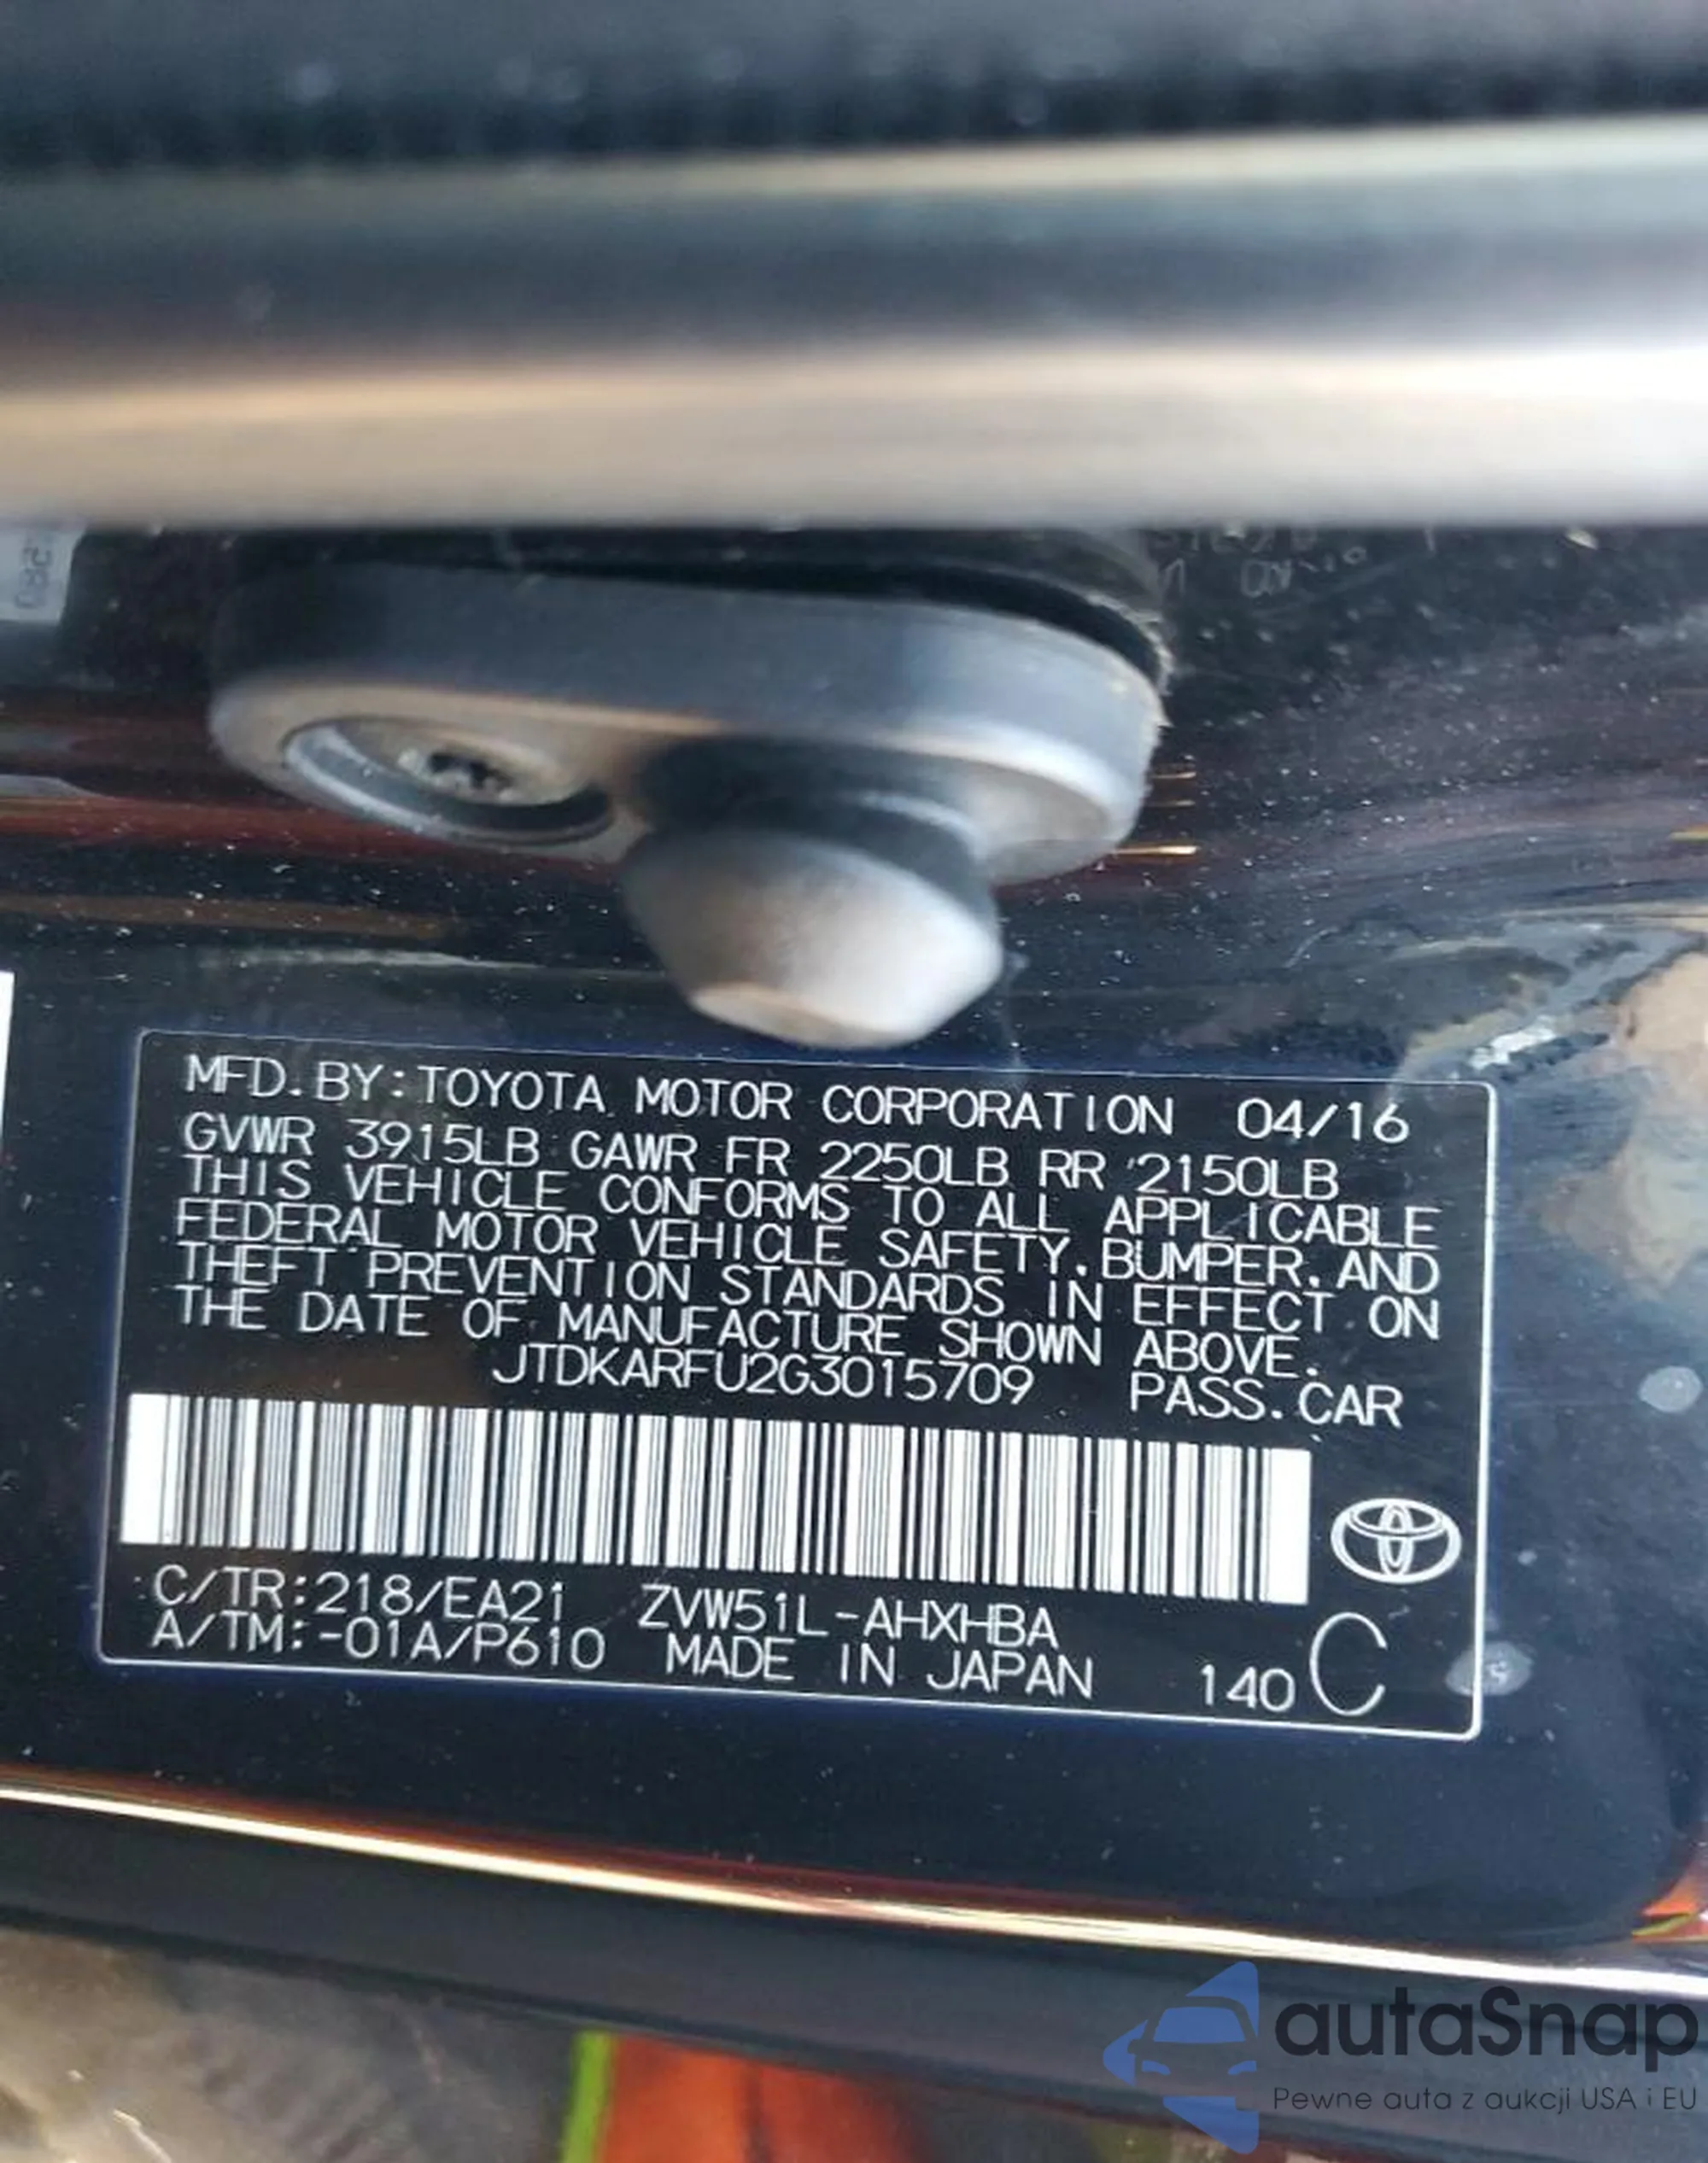 MFD.BY:TOYOTA MOTOR CORPORATION 04/16
GVWR 3915LB GAWR FR 2250LB RR 2150LB
THIS VEHICLE CONFORMS TO ALL APPLICABLE
FEDERAL MOTOR VEHICLE SAFETY,BUMPER,AND
THEFT PREVENTION STANDARDS IN EFFECT ON
THE DATE OF MANUFACTURE SHOWN ABOVE.
JTDKARFU2G3015709 PASS.CAR
C/TR:218/EA21 ZVW51L-AHXHBA
A/TM:-01A/P610 MADE IN JAPAN 140 C
autaSnap
Pewne auta z aukcji USA i EU